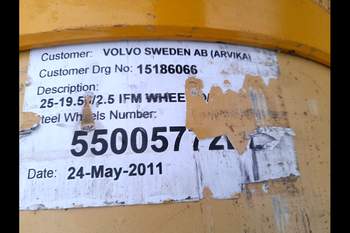 Customer: VOLVO SWEDEN AB (ARVIKA)
Customer Drg No: 15186066
Description:
25-19.5 /2.5 IFM WHEE
teel Wheels Number:
5500577
Date: 24-May-2011